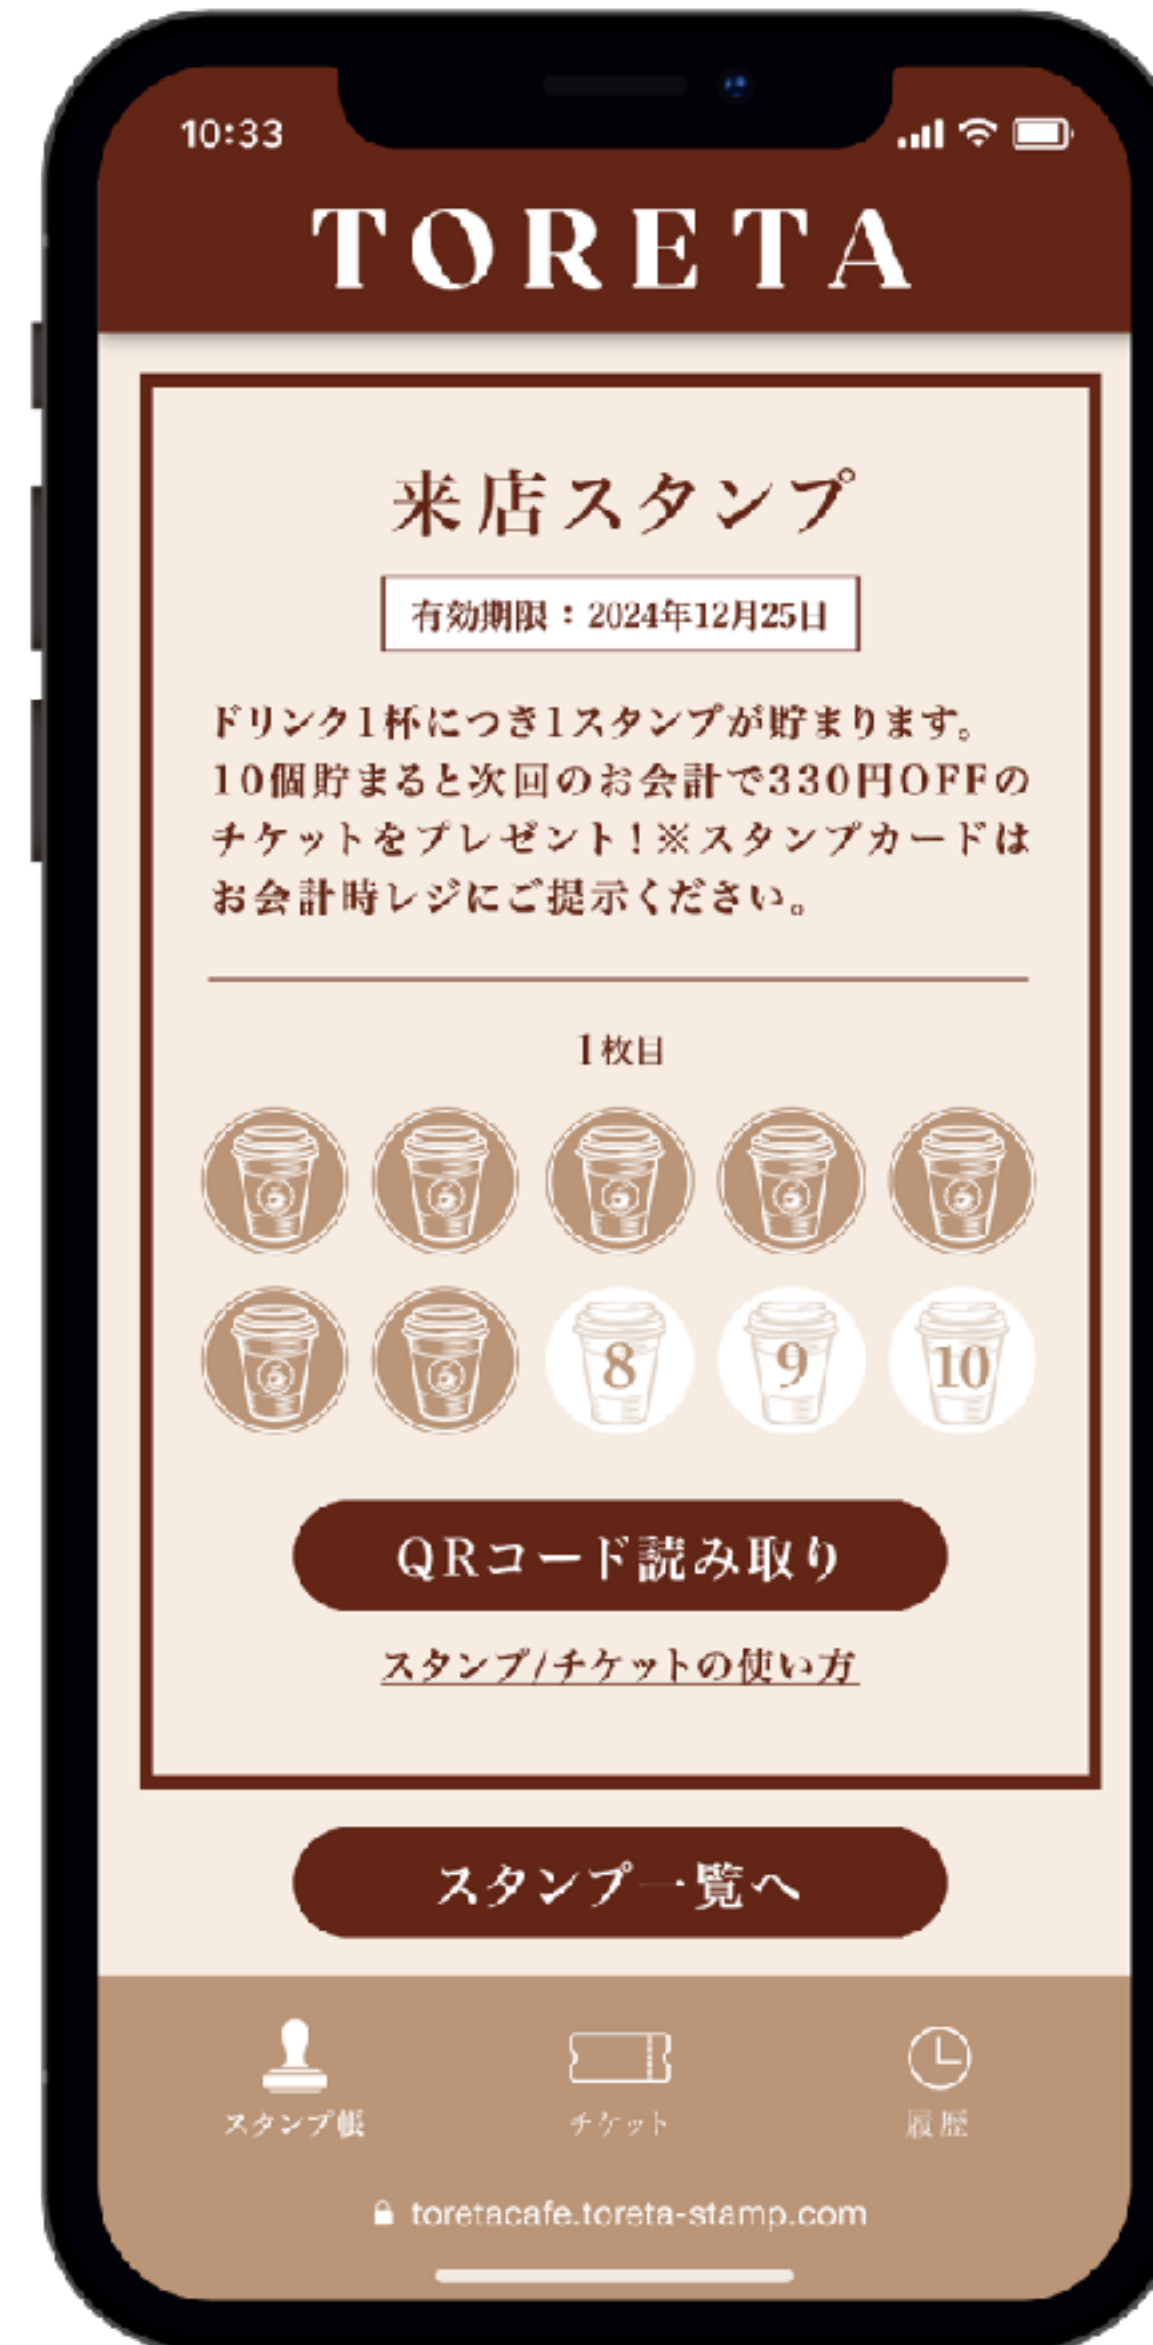 10:33
TORETA
来店スタンプ
有効期限：2024年12月25日
ドリンク1杯につき1スタンプが貯まります。
10個貯まると次回のお会計で330円OFFの
チケットをプレゼント！※スタンプカードは
お会計時レジにご提示ください。
1枚目
8 9 10
QRコード読み取り
スタンプ/チケットの使い方
スタンプ一覧へ
スタンプ帳 チケット 履歴
toretacafe.toreta-stamp.com